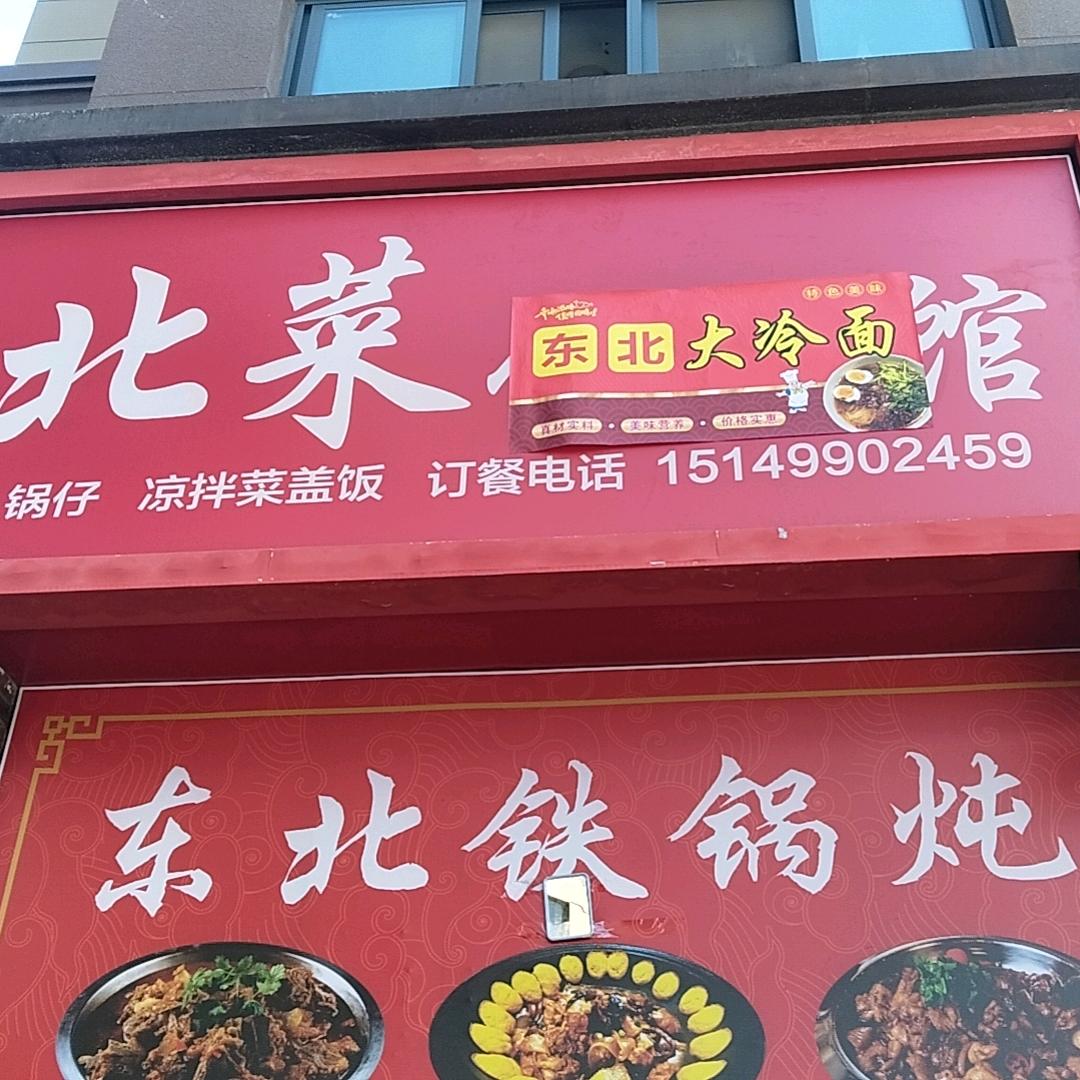 北菜 馆
特色美味
东北大冷面
真材实料 · 美味营养 · 价格实惠
锅仔 凉拌菜盖饭 订餐电话 15149902459
东北铁锅炖